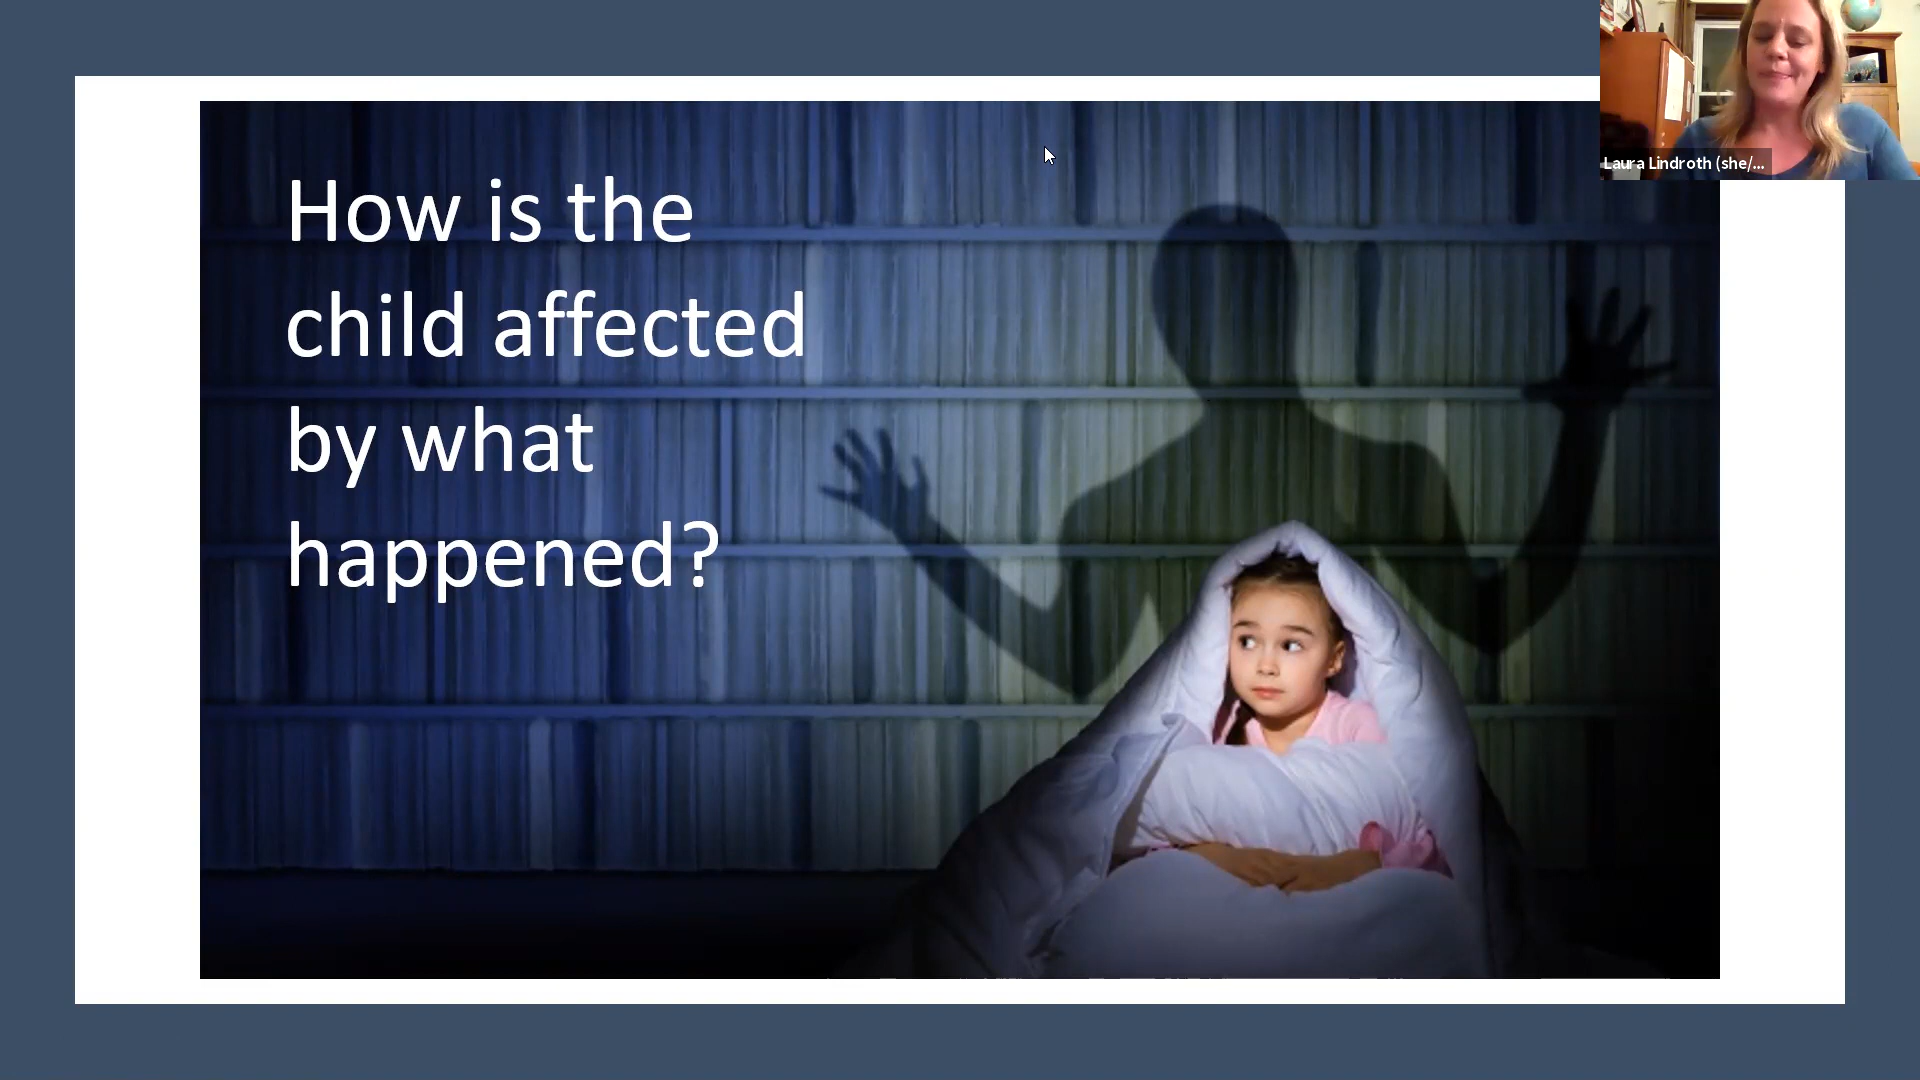 How is the
child affected
by what
happened?
Laura Lindroth (she/...